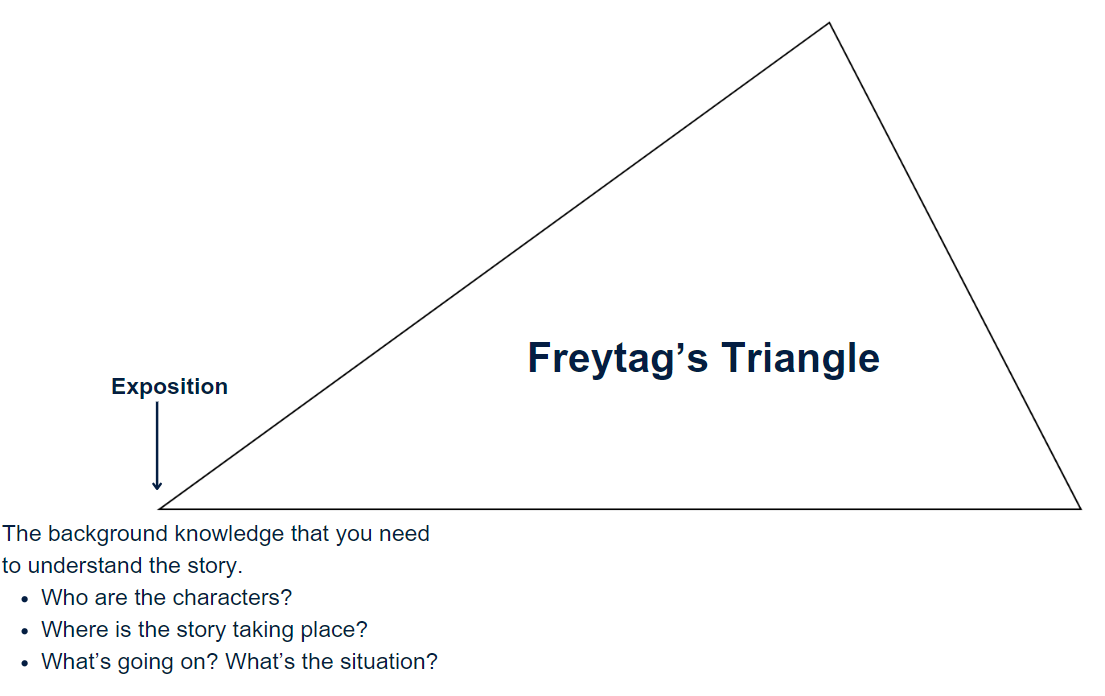 Freytag’s Triangle
Exposition
The background knowledge that you need
to understand the story.
• Who are the characters?
• Where is the story taking place?
• What’s going on? What’s the situation?